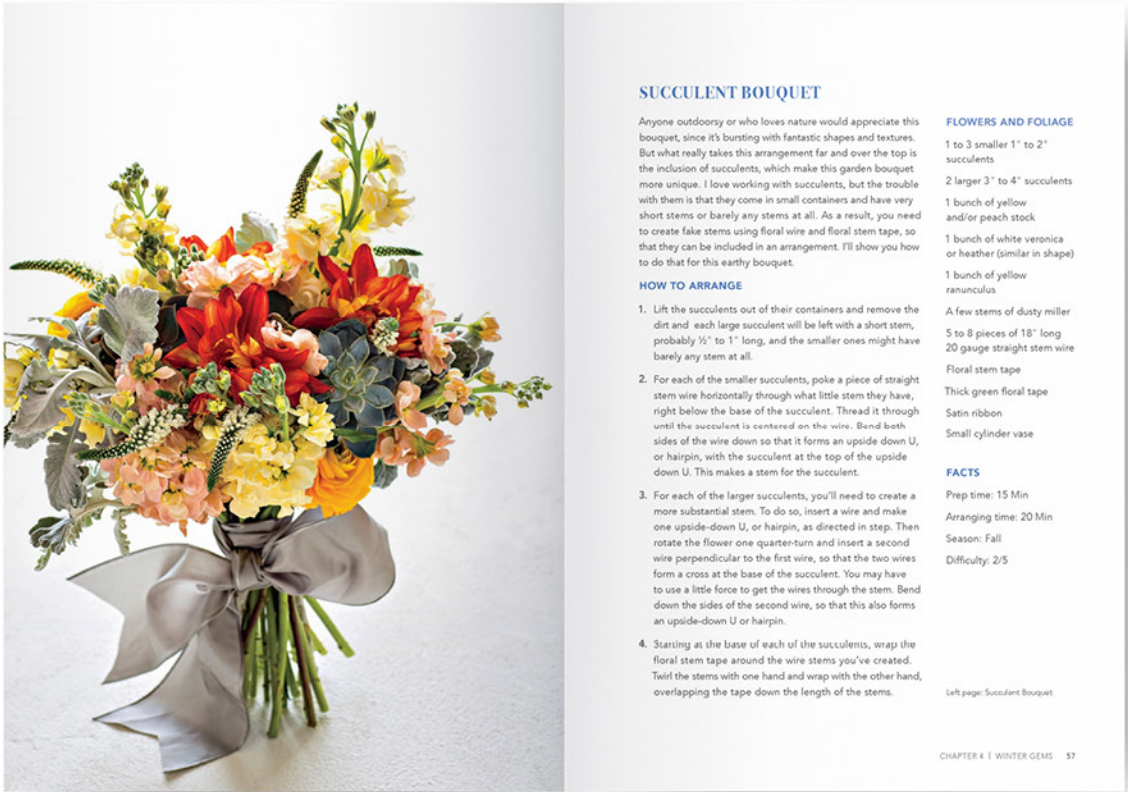 SUCCULENT BOUQUET
Anyone outdoorsy or who loves nature would appreciate this
bouquet, since it's bursting with fantastic shapes and textures.
But what really takes this arrangement far and over the top is
the inclusion of succulents, which make this garden bouquet
more unique. I love working with succulents, but the trouble
with them is that they come in small containers and have very
short stems or barely any stems at all. As a result, you need
to create fake stems using floral wire and floral stem tape, so
that they can be included in an arrangement. I'll show you how
to do that for this earthy bouquet.
HOW TO ARRANGE
1. Lift the succulents out of their containers and remove the
dirt and each large succulent will be left with a short stem,
probably ½" to 1" long, and the smaller ones might have
barely any stem at all.
2. For each of the smaller succulents, poke a piece of straight
stem wire horizontally through what little stem they have,
right below the base of the succulent. Thread it through
until the succulent is centered on the wire. Bend both
sides of the wire down so that it forms an upside down U,
or hairpin, with the succulent at the top of the upside
down U. This makes a stem for the succulent.
3. For each of the larger succulents, you'll need to create a
more substantial stem. To do so, insert a wire and make
one upside-down U, or hairpin, as directed in step. Then
rotate the flower one quarter-turn and insert a second
wire perpendicular to the first wire, so that the two wires
form a cross at the base of the succulent. You may have
to use a little force to get the wires through the stem. Bend
down the sides of the second wire, so that this also forms
an upside-down U or hairpin.
4. Starting at the base of each of the succulents, wrap the
floral stem tape around the wire stems you've created.
Twirl the stems with one hand and wrap with the other hand,
overlapping the tape down the length of the stems.
FLOWERS AND FOLIAGE
1 to 3 smaller 1" to 2"
succulents
2 larger 3" to 4" succulents
1 bunch of yellow
and/or peach stock
1 bunch of white veronica
or heather (similar in shape)
1 bunch of yellow
ranunculus
A few stems of dusty miller
5 to 8 pieces of 18" long
20 gauge straight stem wire
Floral stem tape
Thick green floral tape
Satin ribbon
Small cylinder vase
FACTS
Prep time: 15 Min
Arranging time: 20 Min
Season: Fall
Difficulty: 2/5
Left page: Succulent Bouquet
CHAPTER 4 | WINTER GEMS 57